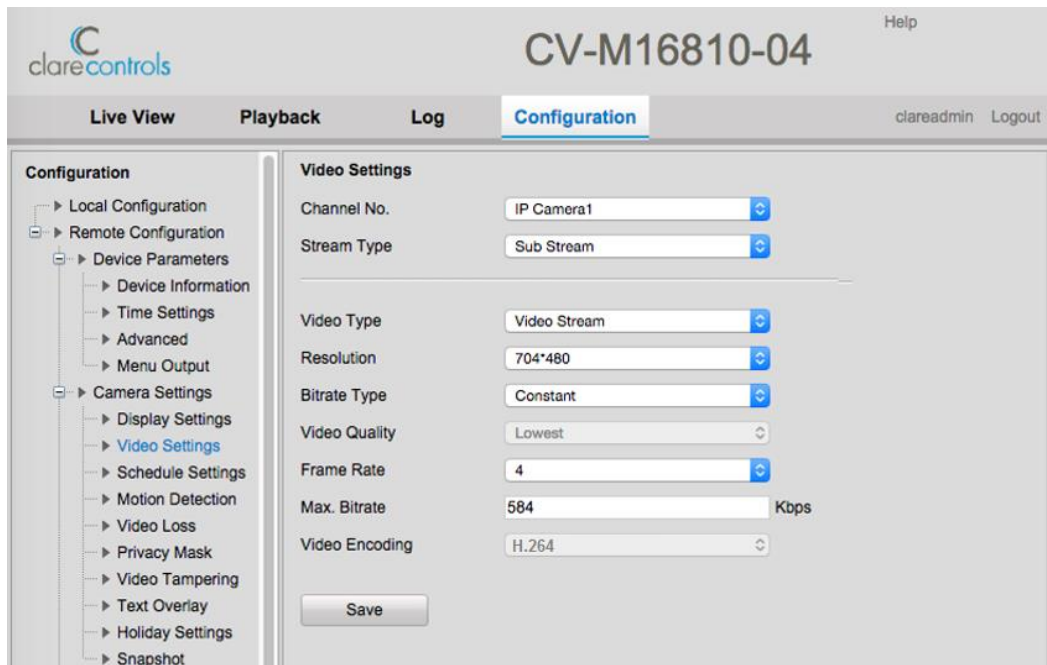 clarecontrols
CV-M16810-04
Help
Live View Playback Log Configuration clareadmin Logout
Configuration
Local Configuration
Remote Configuration
Device Parameters
Device Information
Time Settings
Advanced
Menu Output
Camera Settings
Display Settings
Video Settings
Schedule Settings
Motion Detection
Video Loss
Privacy Mask
Video Tampering
Text Overlay
Holiday Settings
Snapshot
Video Settings
Channel No. IP Camera1
Stream Type Sub Stream
Video Type Video Stream
Resolution 704*480
Bitrate Type Constant
Video Quality Lowest
Frame Rate 4
Max. Bitrate 584 Kbps
Video Encoding H.264
Save